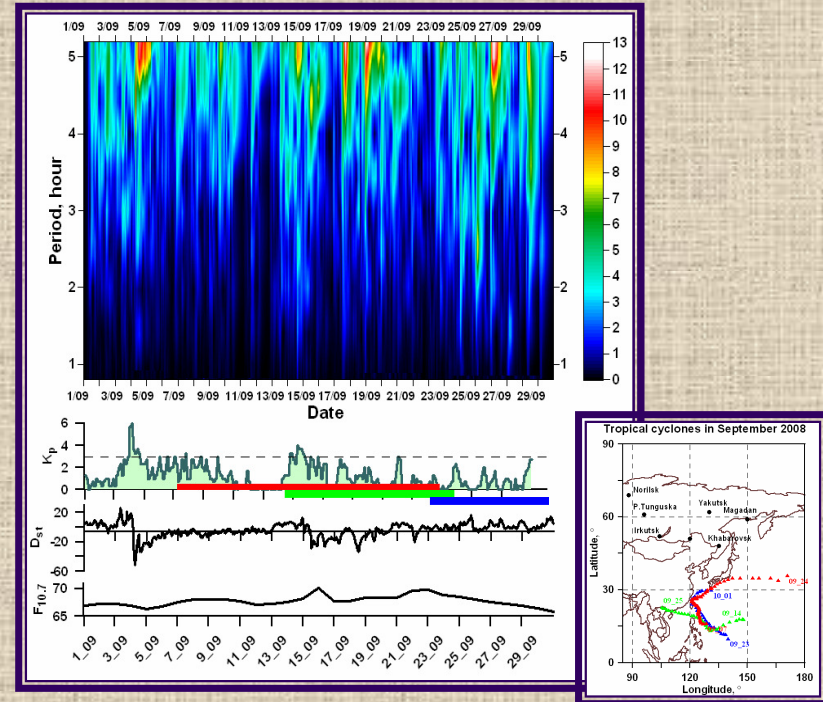 1/09 3/09 5/09 7/09 9/09 11/09 13/09 15/09 17/09 19/09 21/09 23/09 25/09 27/09 29/09
5 5
4 4
3 3
2 2
1 1
Period, hour
13
12
11
10
9
8
7
6
5
4
3
2
1
0
1/09 3/09 5/09 7/09 9/09 11/09 13/09 15/09 17/09 19/09 21/09 23/09 25/09 27/09 29/09
Date
6
4
2
0
Kp
20
-20
-60
Dst
70
65
F10.7
1_09 3_09 5_09 7_09 9_09 11_09 13_09 15_09 17_09 19_09 21_09 23_09 25_09 27_09 29_09
Tropical cyclones in September 2008
90
60
30
0
Latitude, °
Norilsk
P.Tunguska
Yakutsk
Magadan
Irkutsk
Khabarovsk
09_24
10_01
09_25
09_14
09_23
90 120 150 180
Longitude, °